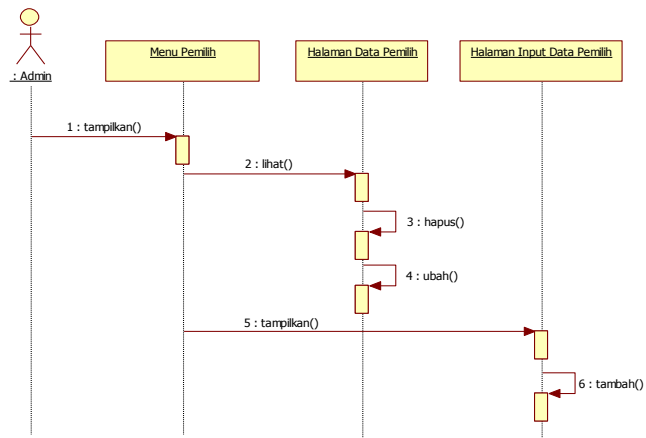 : Admin
Menu Pemilih
Halaman Data Pemilih
Halaman Input Data Pemilih
1 : tampilkan()
2 : lihat()
3 : hapus()
4 : ubah()
5 : tampilkan()
6 : tambah()